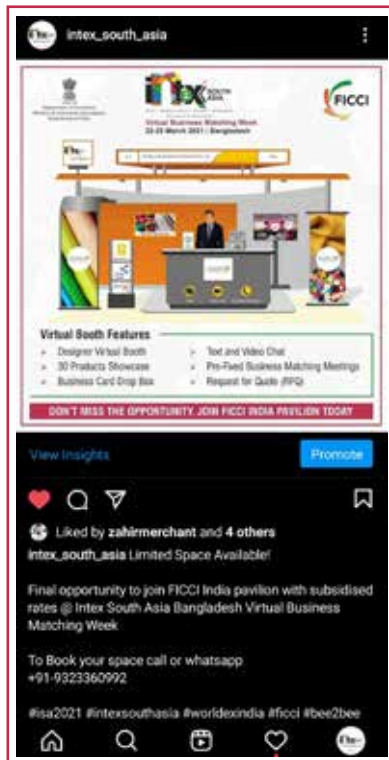 intex_south_asia
intex SOUTH ASIA
FICCI
Virtual Business Matching Week
22-25 March 2021 | Bangladesh
Virtual Booth Features
Designer Virtual Booth
3D Products Showcase
Business Card Drop Box
Text and Video Chat
Pre-Fixed Business Matching Meetings
Request for Quote (RFQ)
DON'T MISS THE OPPORTUNITY. JOIN FICCI INDIA PAVILION TODAY
View Insights
Promote
Liked by zahirmerchant and 4 others
intex_south_asia Limited Space Available!
Final opportunity to join FICCI India pavilion with subsidised
rates @ Intex South Asia Bangladesh Virtual Business
Matching Week
To Book your space call or whatsapp
+91-9323360992
#isa2021 #intexsouthasia #worldexindia #ficci #bee2bee